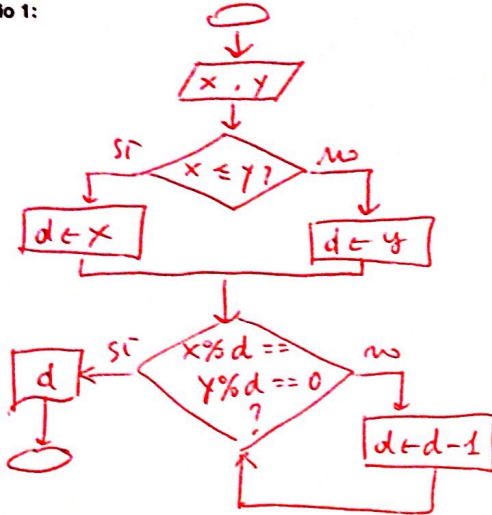 io 1:
x, y
SI
x ≤ y?
no
d ← x
d ← y
SI
x%d ==
y%d == 0
?
no
d
d ← d-1